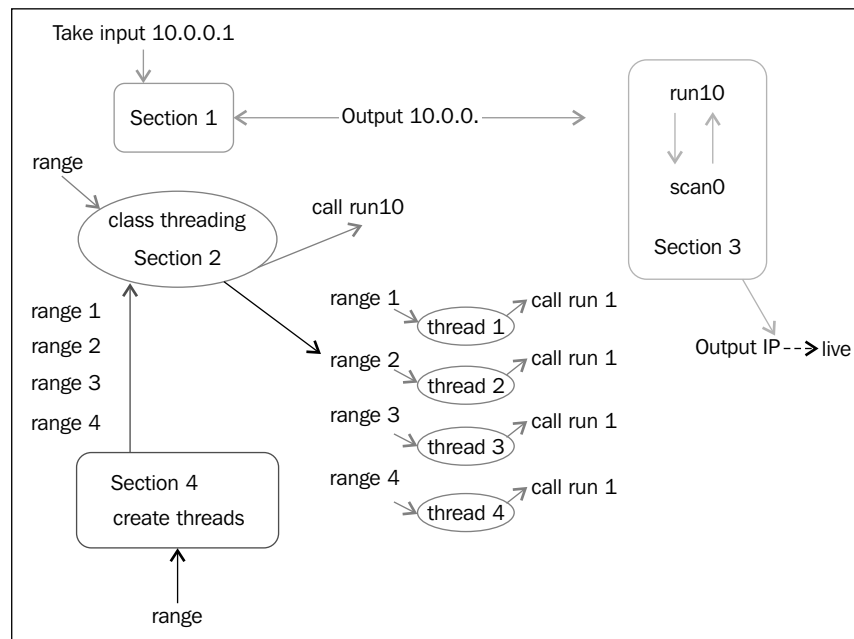 Take input 10.0.0.1
Section 1
Output 10.0.0.
run10
scan0
Section 3
Output IP
live
range
class threading
Section 2
call run10
range 1
range 2
range 3
range 4
range 1
thread 1
call run 1
range 2
thread 2
call run 1
range 3
thread 3
call run 1
range 4
thread 4
call run 1
Section 4
create threads
range